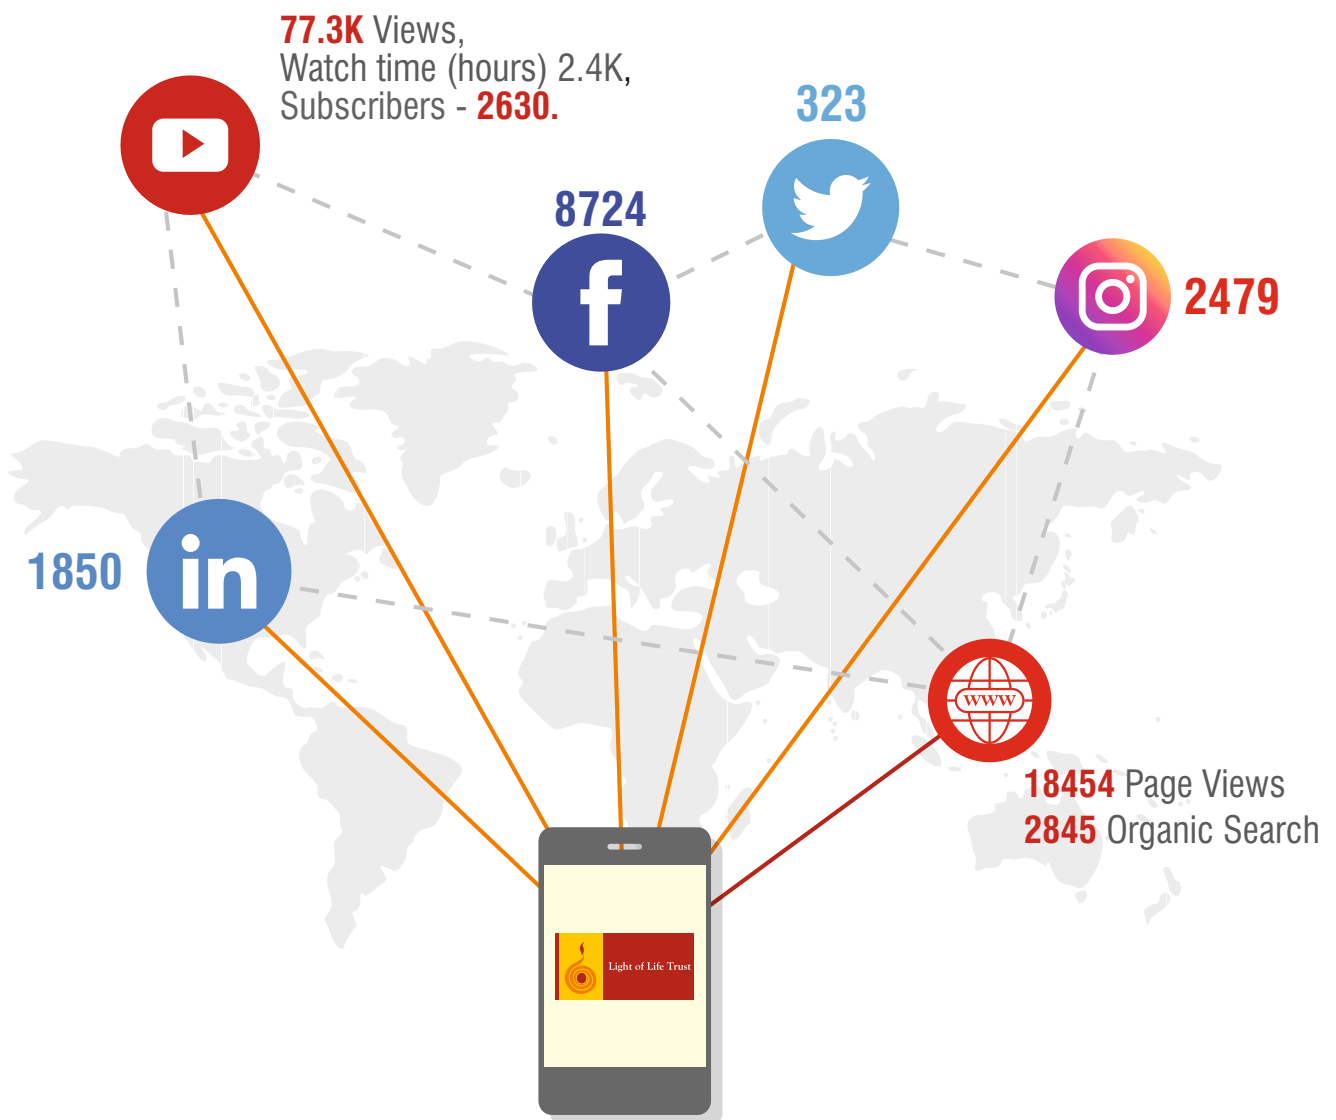 77.3K Views,
Watch time (hours) 2.4K,
Subscribers - 2630.
323
8724
f
2479
1850
in
www
18454 Page Views
2845 Organic Search
Light of Life Trust